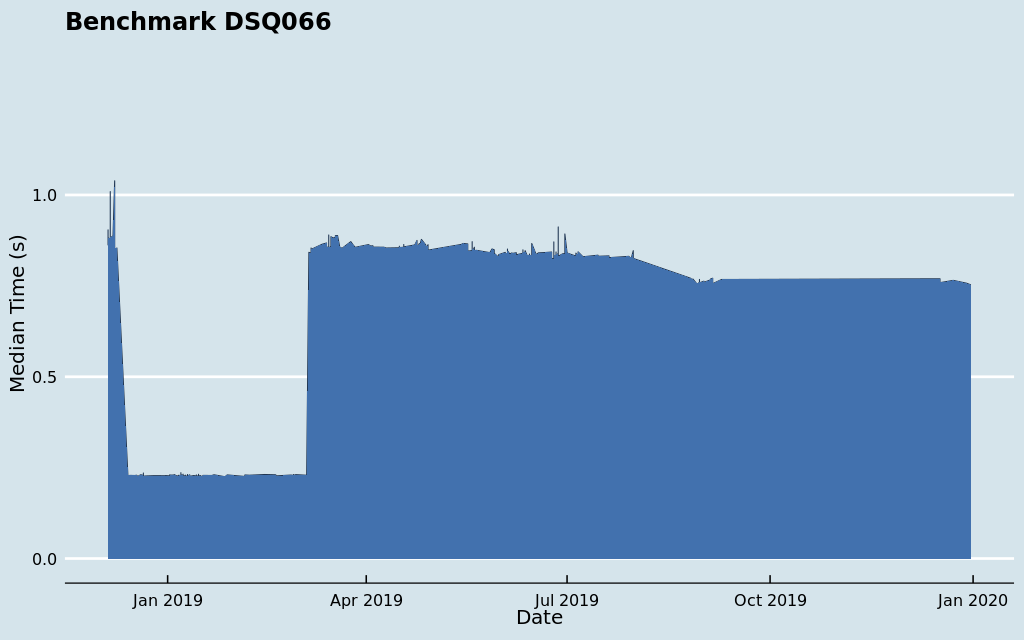 Benchmark DSQ066
Median Time (s)
1.0
0.5
0.0
Jan 2019
Apr 2019
Jul 2019
Oct 2019
Jan 2020
Date